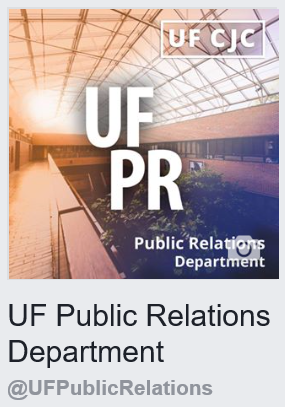 UF CJC
UF
PR
Public Relations
Department
UF Public Relations
Department
@UFPublicRelations